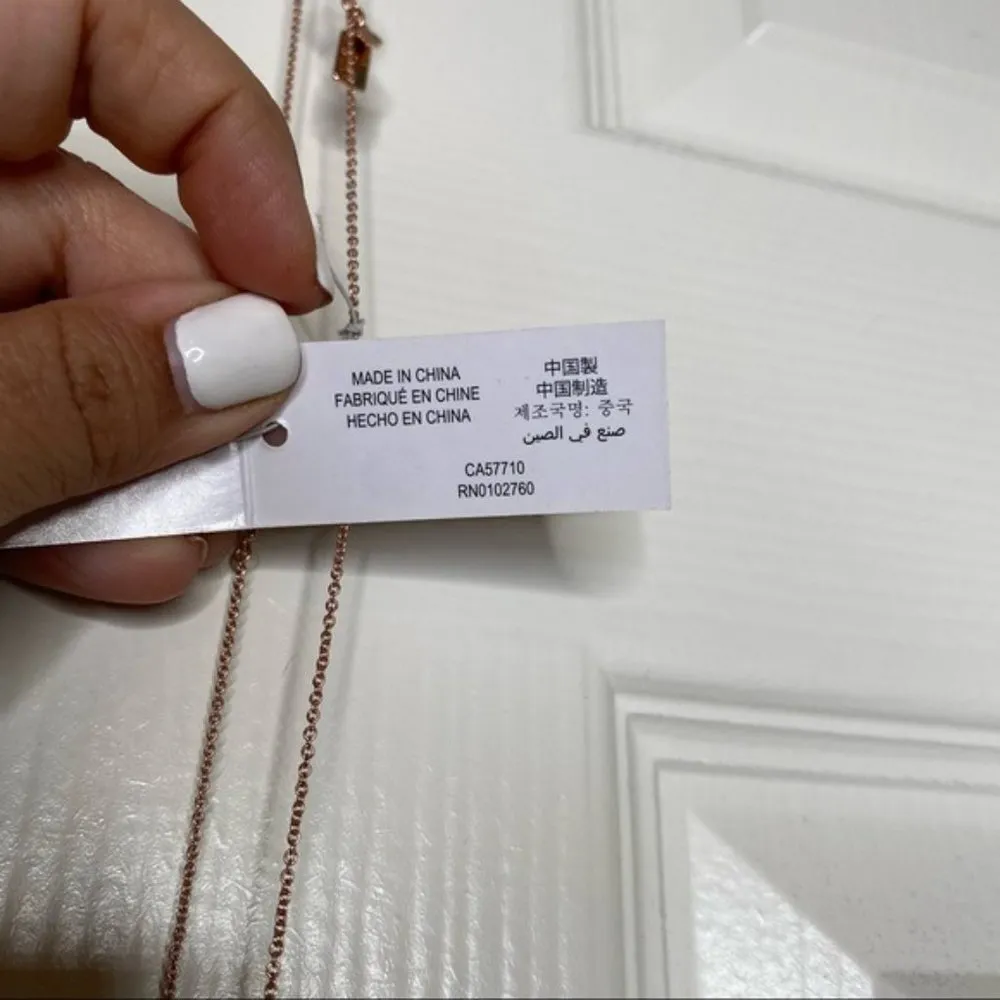 MADE IN CHINA
FABRIQUÉ EN CHINE
HECHO EN CHINA
中国製
中国制造
제조국명: 중국
صنع في الصين
CA57710
RN0102760